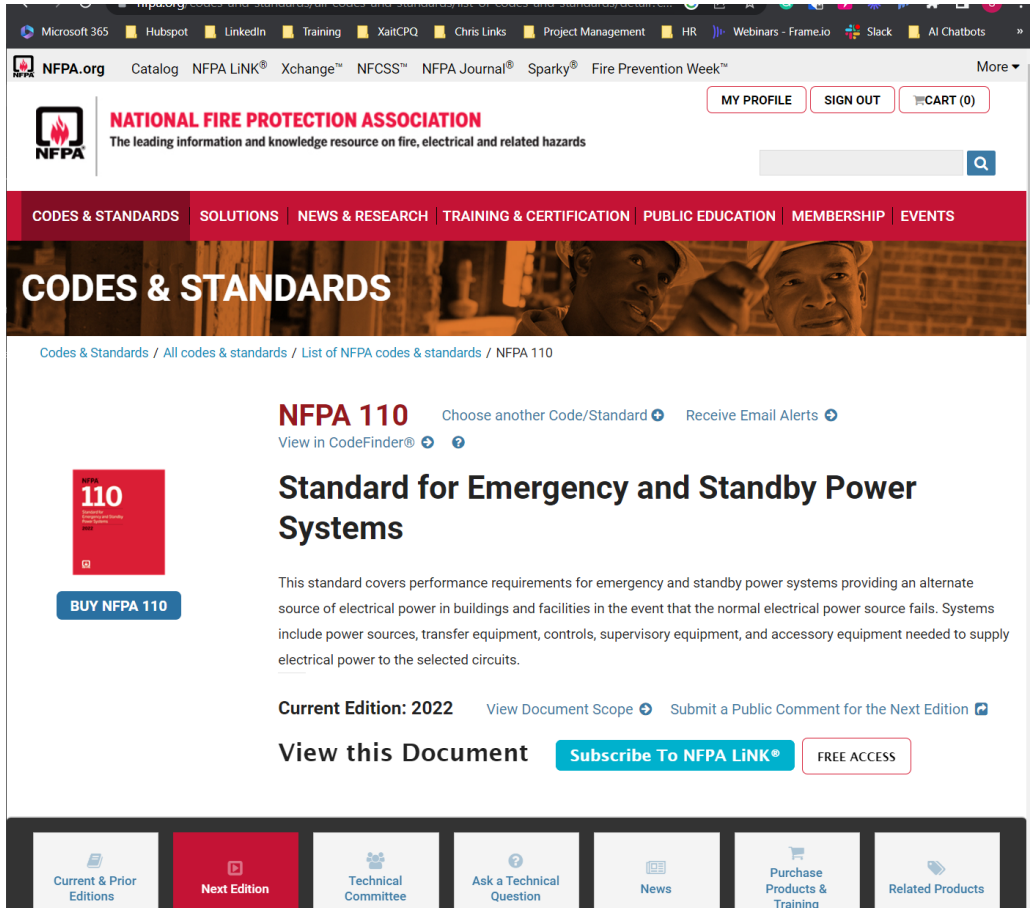 Microsoft 365 Hubspot LinkedIn Training XaitCPQ Chris Links Project Management HR Webinars - Frame.io Slack AI Chatbots »
NFPA NFPA.org Catalog NFPA LiNK® Xchange™ NFCSS™ NFPA Journal® Sparky® Fire Prevention Week™ More
MY PROFILE SIGN OUT CART (0)
NFPA
NATIONAL FIRE PROTECTION ASSOCIATION
The leading information and knowledge resource on fire, electrical and related hazards
CODES & STANDARDS SOLUTIONS NEWS & RESEARCH TRAINING & CERTIFICATION PUBLIC EDUCATION MEMBERSHIP EVENTS
CODES & STANDARDS
Codes & Standards / All codes & standards / List of NFPA codes & standards / NFPA 110
NFPA 110 Choose another Code/Standard Receive Email Alerts
View in CodeFinder®
NFPA
110
Standard for
Emergency and Standby
Power Systems
2022
BUY NFPA 110
Standard for Emergency and Standby Power
Systems
This standard covers performance requirements for emergency and standby power systems providing an alternate
source of electrical power in buildings and facilities in the event that the normal electrical power source fails. Systems
include power sources, transfer equipment, controls, supervisory equipment, and accessory equipment needed to supply
electrical power to the selected circuits.
Current Edition: 2022 View Document Scope Submit a Public Comment for the Next Edition
View this Document Subscribe To NFPA LiNK® FREE ACCESS
Current & Prior
Editions
Next Edition
Technical
Committee
Ask a Technical
Question
News
Purchase
Products &
Training
Related Products